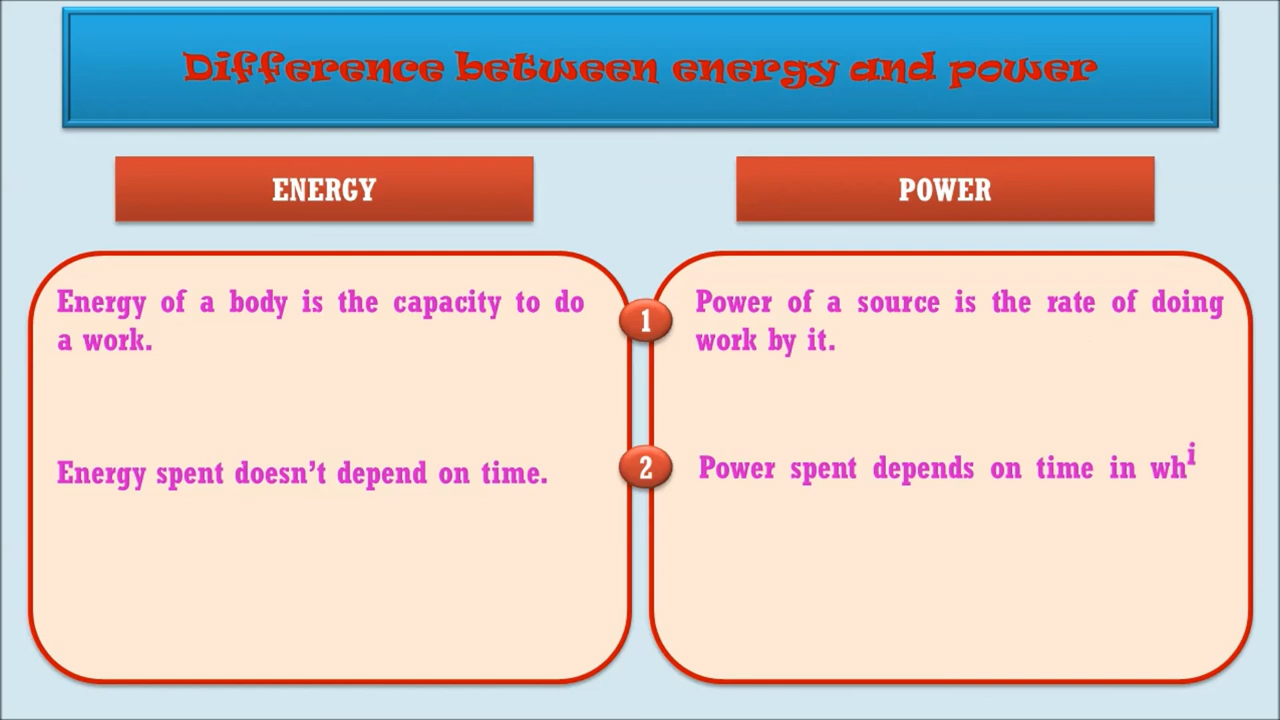 Difference between energy and power
ENERGY
POWER
Energy of a body is the capacity to do
a work.
1
Power of a source is the rate of doing
work by it.
Energy spent doesn't depend on time.
2
Power spent depends on time in whi